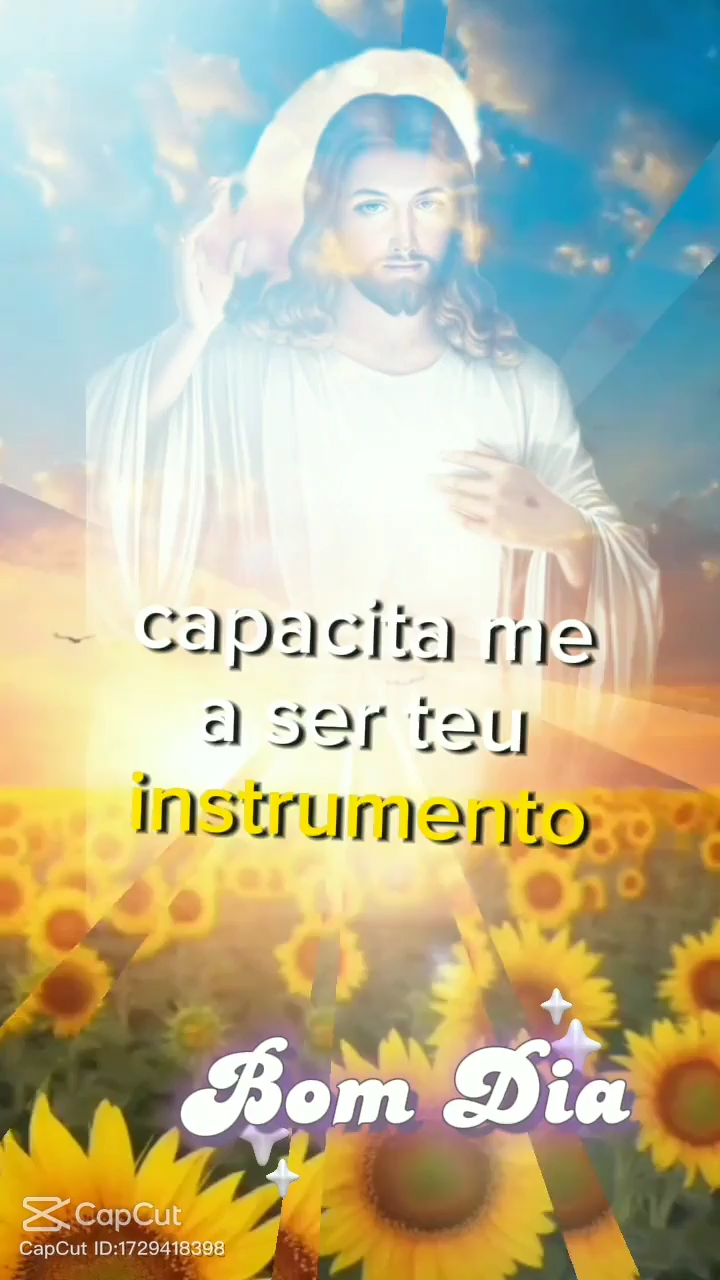 capacita me
a ser teu
instrumento
Bom Dia
CapCut
CapCut ID:1729418398